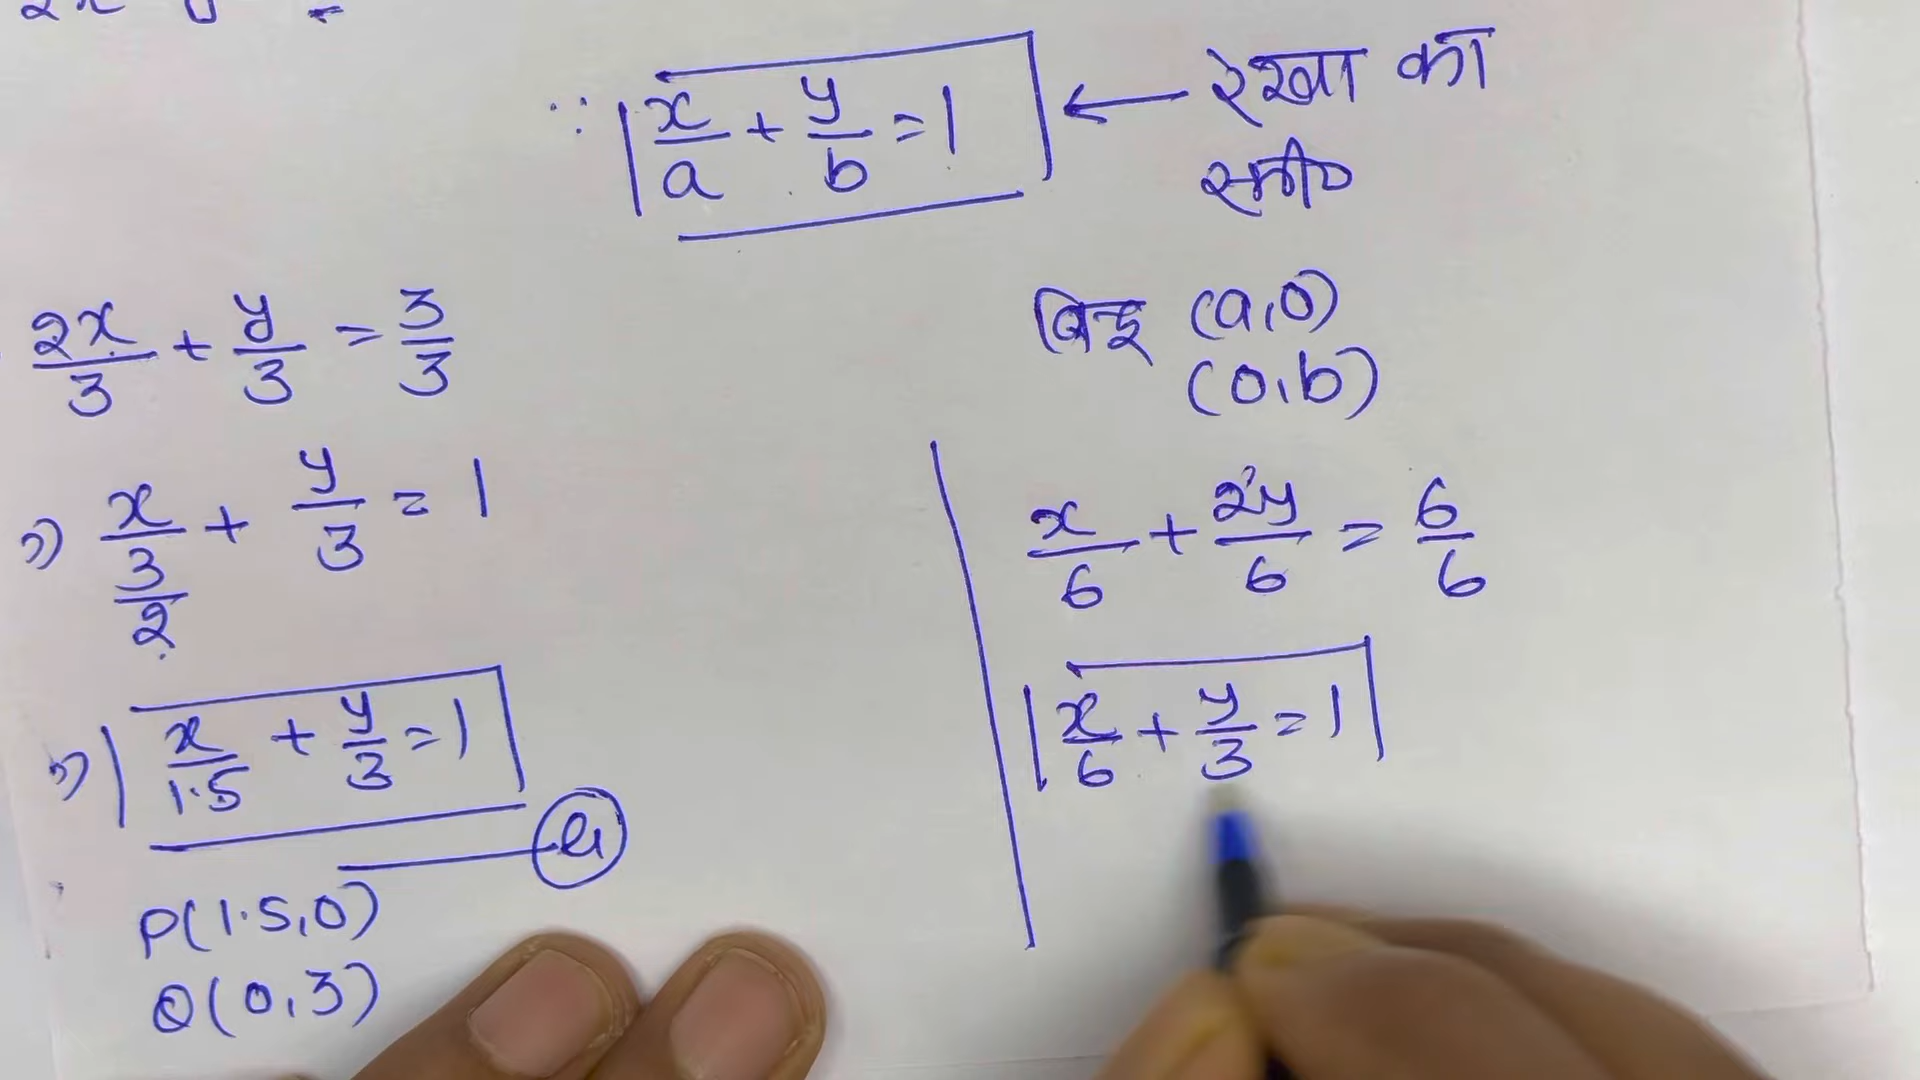 ∵ x/a + y/b = 1 ← रेखा का
समी०
बिन्दु (a,0)
(0,b)
2x/3 + y/3 = 3/3
⇒ x/(3/2) + y/3 = 1
⇒ x/1.5 + y/3 = 1
P(1.5,0)
Q(0,3)
x/6 + 2y/6 = 6/6
x/6 + y/3 = 1